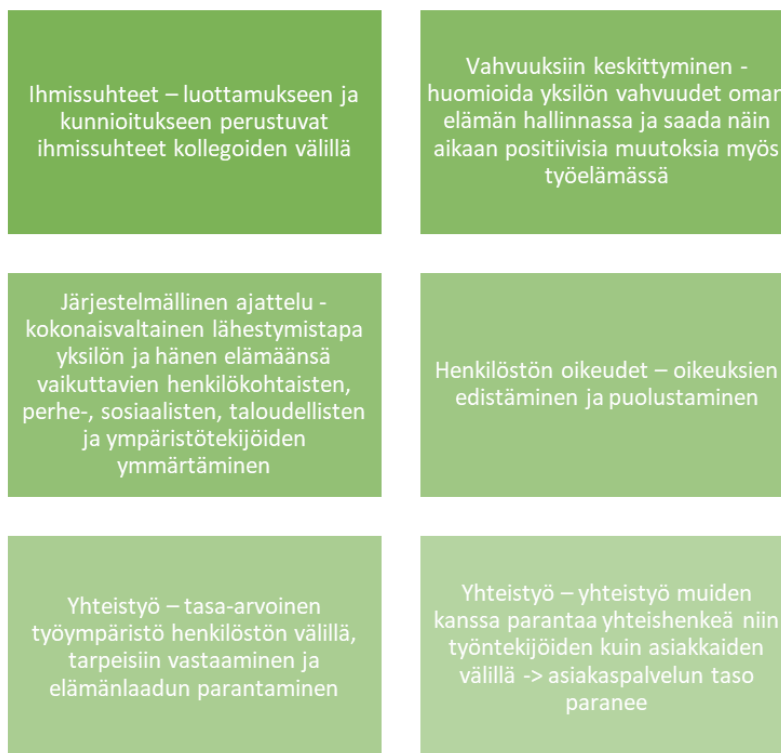 Ihmissuhteet – luottamukseen ja
kunnioitukseen perustuvat
ihmissuhteet kollegoiden välillä
Vahvuuksiin keskittyminen -
huomioida yksilön vahvuudet oman
elämän hallinnassa ja saada näin
aikaan positiivisia muutoksia myös
työelämässä
Järjestelmällinen ajattelu -
kokonaisvaltainen lähestymistapa
yksilön ja hänen elämäänsä
vaikuttavien henkilökohtaisten,
perhe-, sosiaalisten, taloudellisten
ja ympäristötekijöiden
ymmärtäminen
Henkilöstön oikeudet – oikeuksien
edistäminen ja puolustaminen
Yhteistyö – tasa-arvoinen
työympäristö henkilöstön välillä,
tarpeisiin vastaaminen ja
elämänlaadun parantaminen
Yhteistyö – yhteistyö muiden
kanssa parantaa yhteishenkeä niin
työntekijöiden kuin asiakkaiden
välillä -> asiakaspalvelun taso
paranee